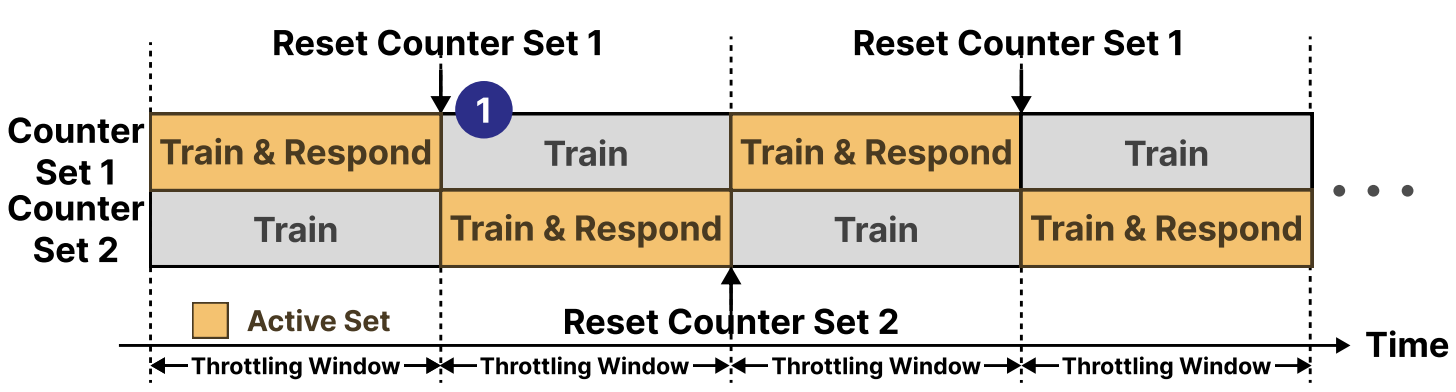 Reset Counter Set 1
Reset Counter Set 1
1
Counter
Set 1
Train & Respond
Train
Train & Respond
Train
Counter
Set 2
Train
Train & Respond
Train
Train & Respond
Active Set
Reset Counter Set 2
Time
Throttling Window
Throttling Window
Throttling Window
Throttling Window